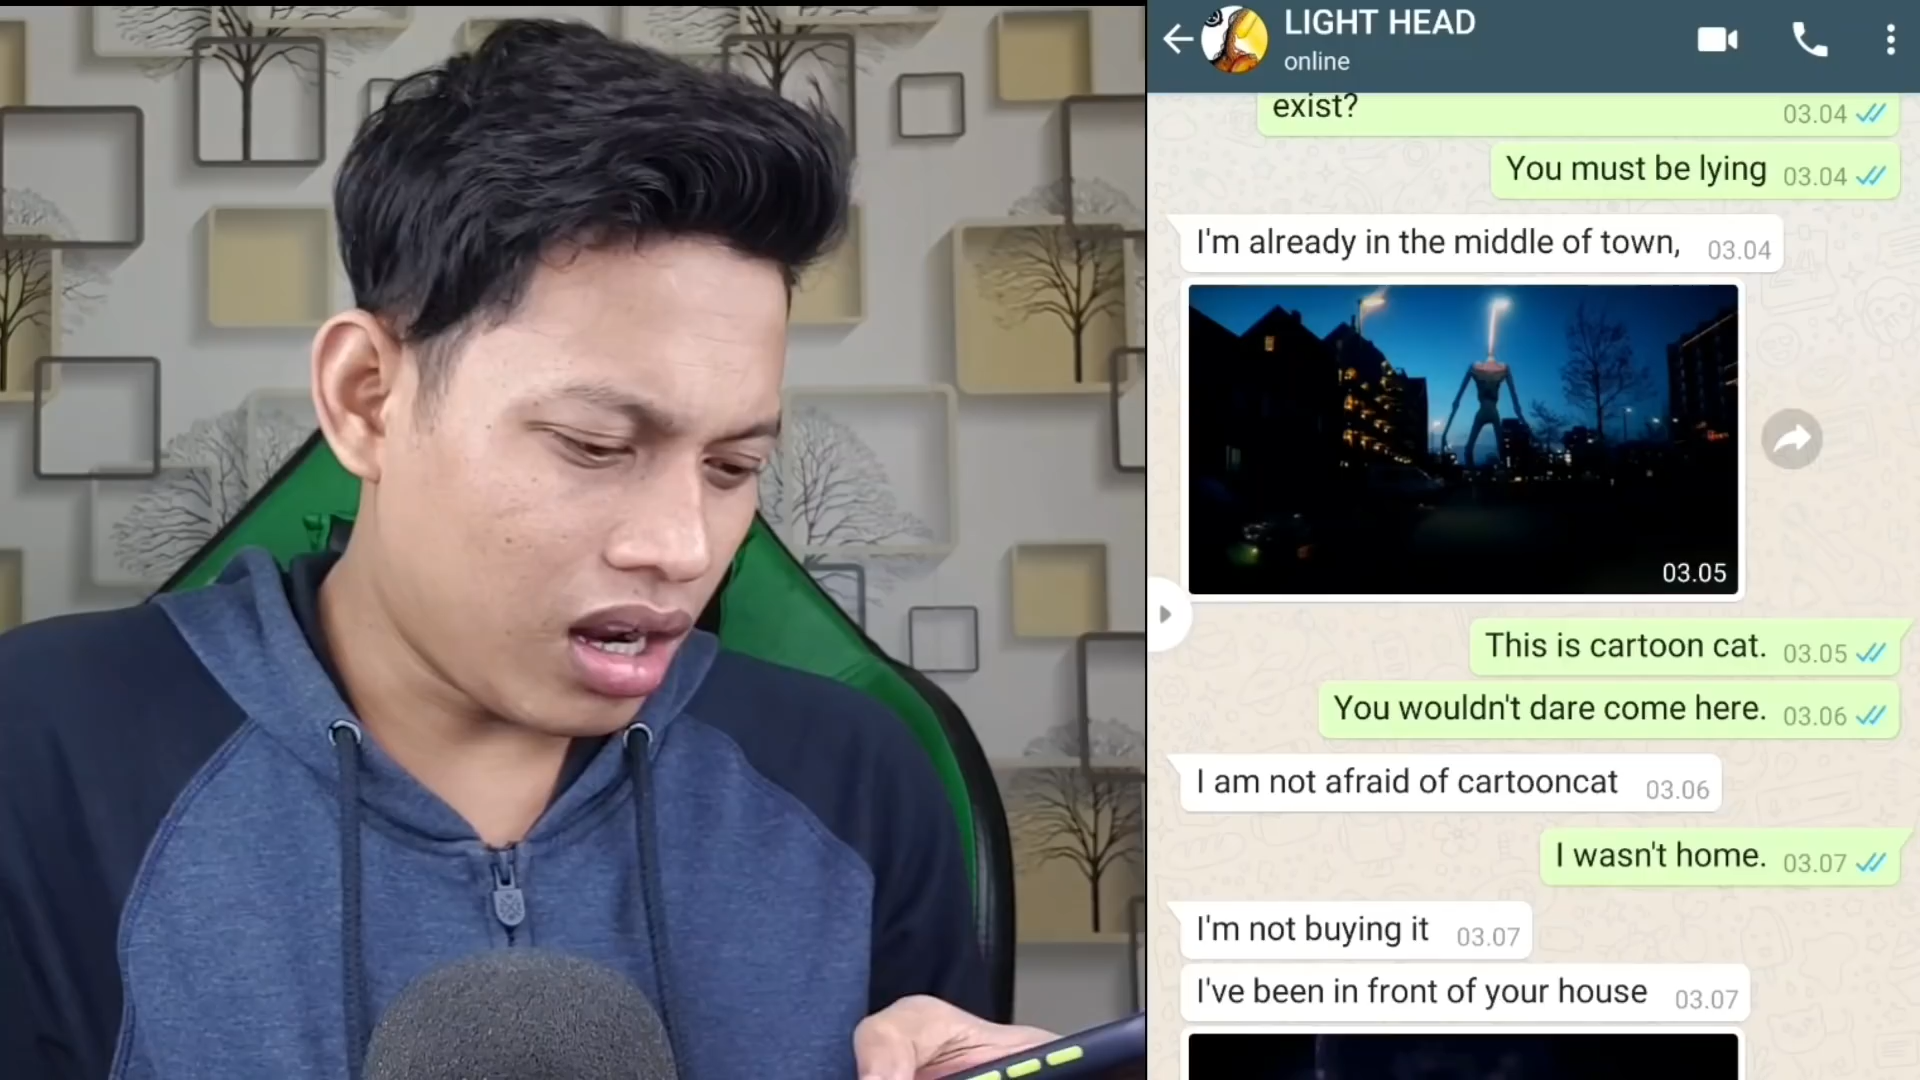 LIGHT HEAD
online
exist? 03.04
You must be lying 03.04
I'm already in the middle of town, 03.04
03.05
This is cartoon cat. 03.05
You wouldn't dare come here. 03.06
I am not afraid of cartooncat 03.06
I wasn't home. 03.07
I'm not buying it 03.07
I've been in front of your house 03.07